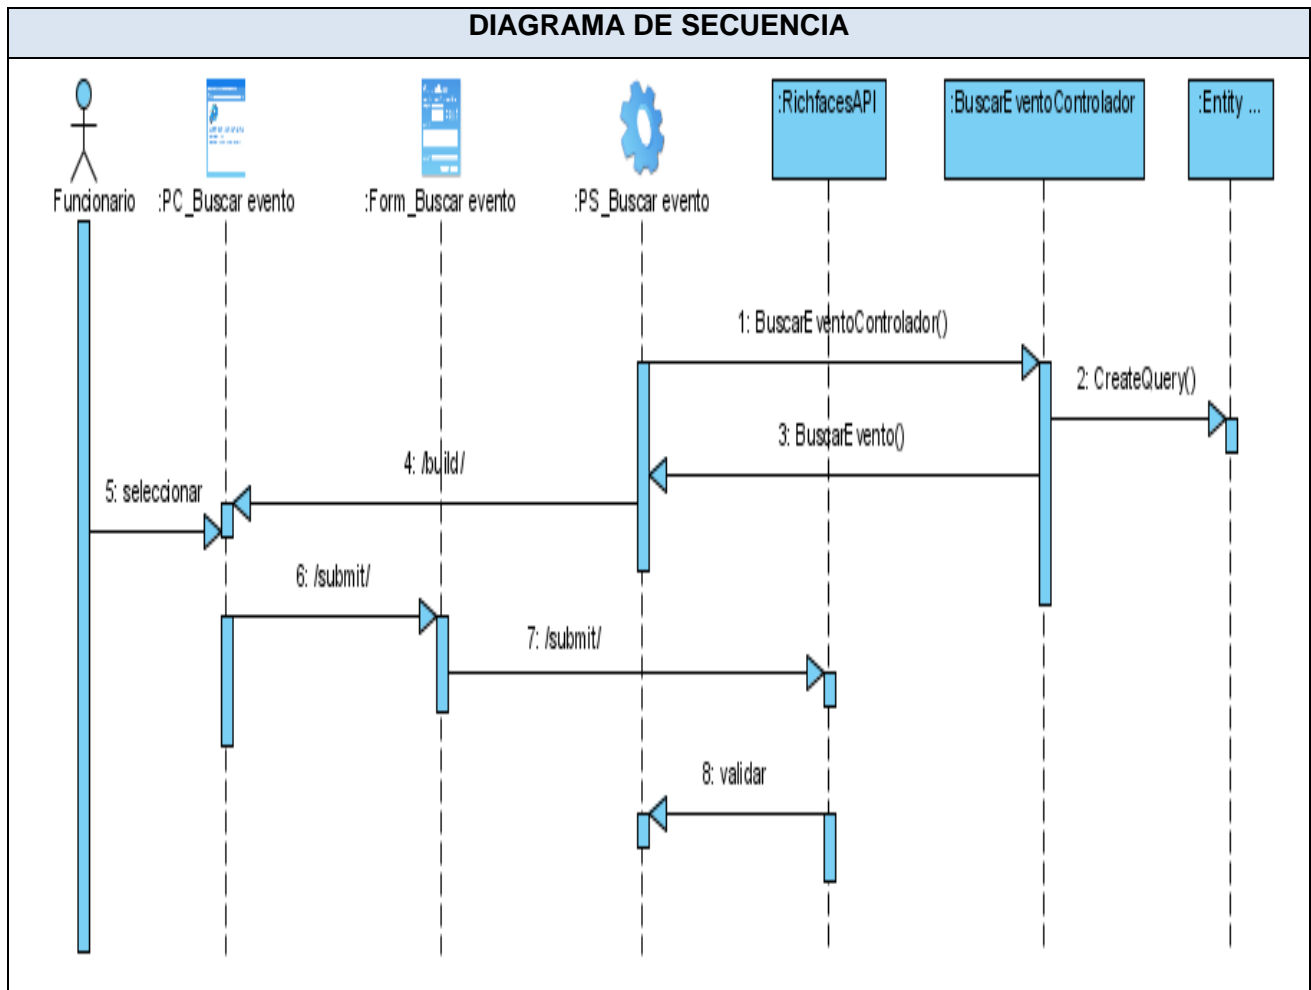 DIAGRAMA DE SECUENCIA
:RichfacesAPI
:BuscarEventoControlador
:Entity ...
Funcionario
:PC_Buscar evento
:Form_Buscar evento
:PS_Buscar evento
1: BuscarEventoControlador()
2: CreateQuery()
3: BuscarEvento()
4: /build/
5: seleccionar
6: /submit/
7: /submit/
8: validar